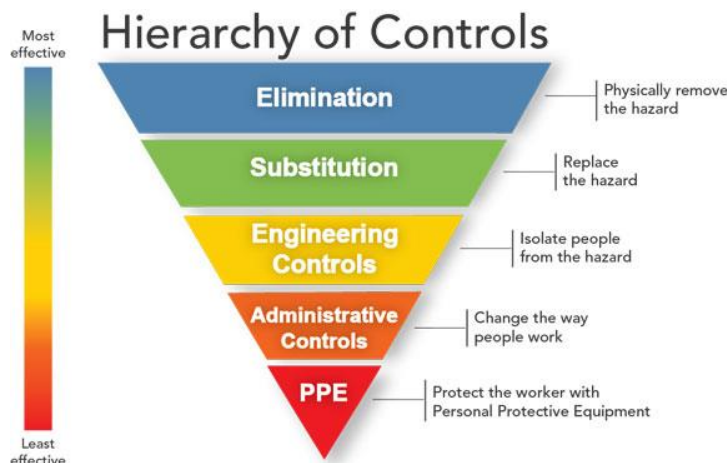 Hierarchy of Controls
Most
effective
Elimination
Physically remove
the hazard
Substitution
Replace
the hazard
Engineering
Controls
Isolate people
from the hazard
Administrative
Controls
Change the way
people work
PPE
Protect the worker with
Personal Protective Equipment
Least
effective